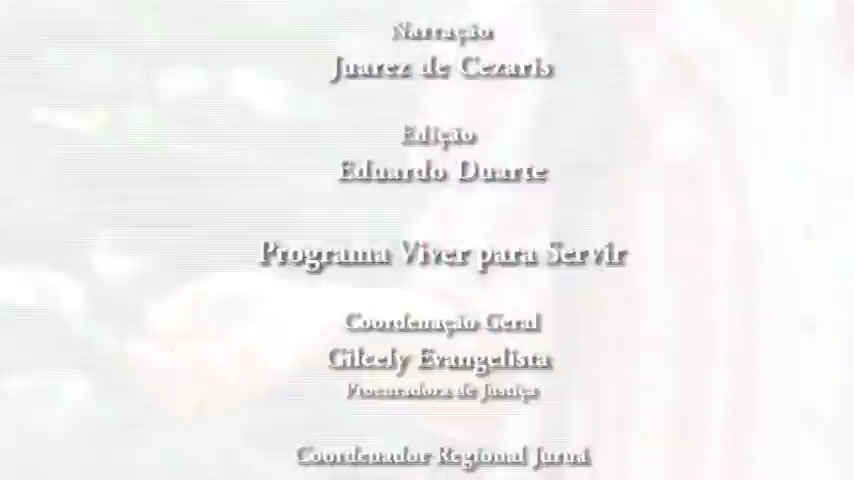 Narração
Juarez de Cezaris
Edição
Eduardo Duarte
Programa Viver para Servir
Coordenação Geral
Gilcely Evangelista
Procuradora de Justiça
Coordenador Regional Juruá